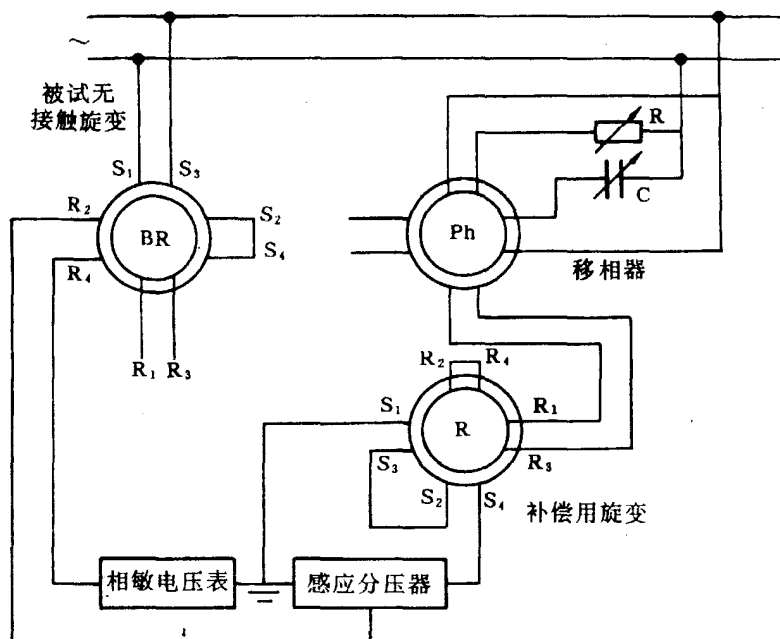 ~
被试无
接触旋变
S₁ S₃
R₂
S₂
BR
S₄
R₄
R₁ R₃
R
C
Ph
移相器
R₂ R₄
S₁
R₁
R
S₃
R₃
S₂ S₄
补偿用旋变
相敏电压表
感应分压器